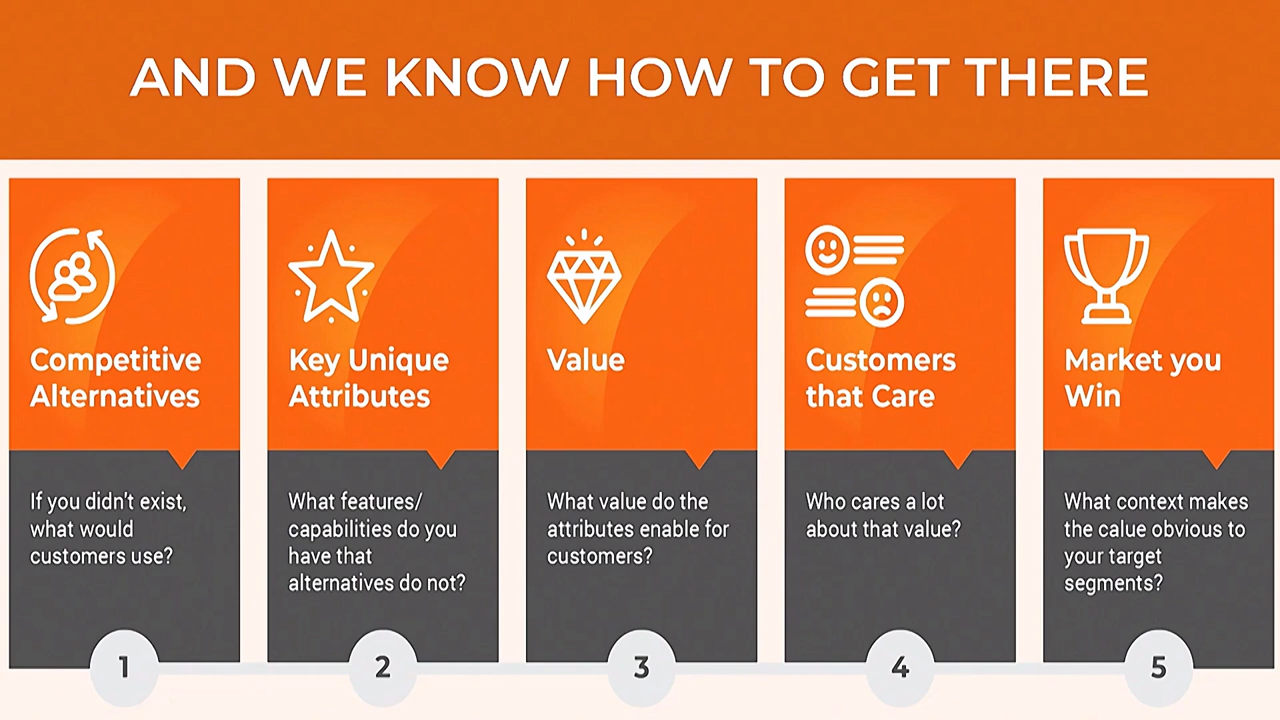 AND WE KNOW HOW TO GET THERE
Competitive
Alternatives
If you didn't exist,
what would
customers use?
1
Key Unique
Attributes
What features/
capabilities do you
have that
alternatives do not?
2
Value
What value do the
attributes enable for
customers?
3
Customers
that Care
Who cares a lot
about that value?
4
Market you
Win
What context makes
the calue obvious to
your target
segments?
5